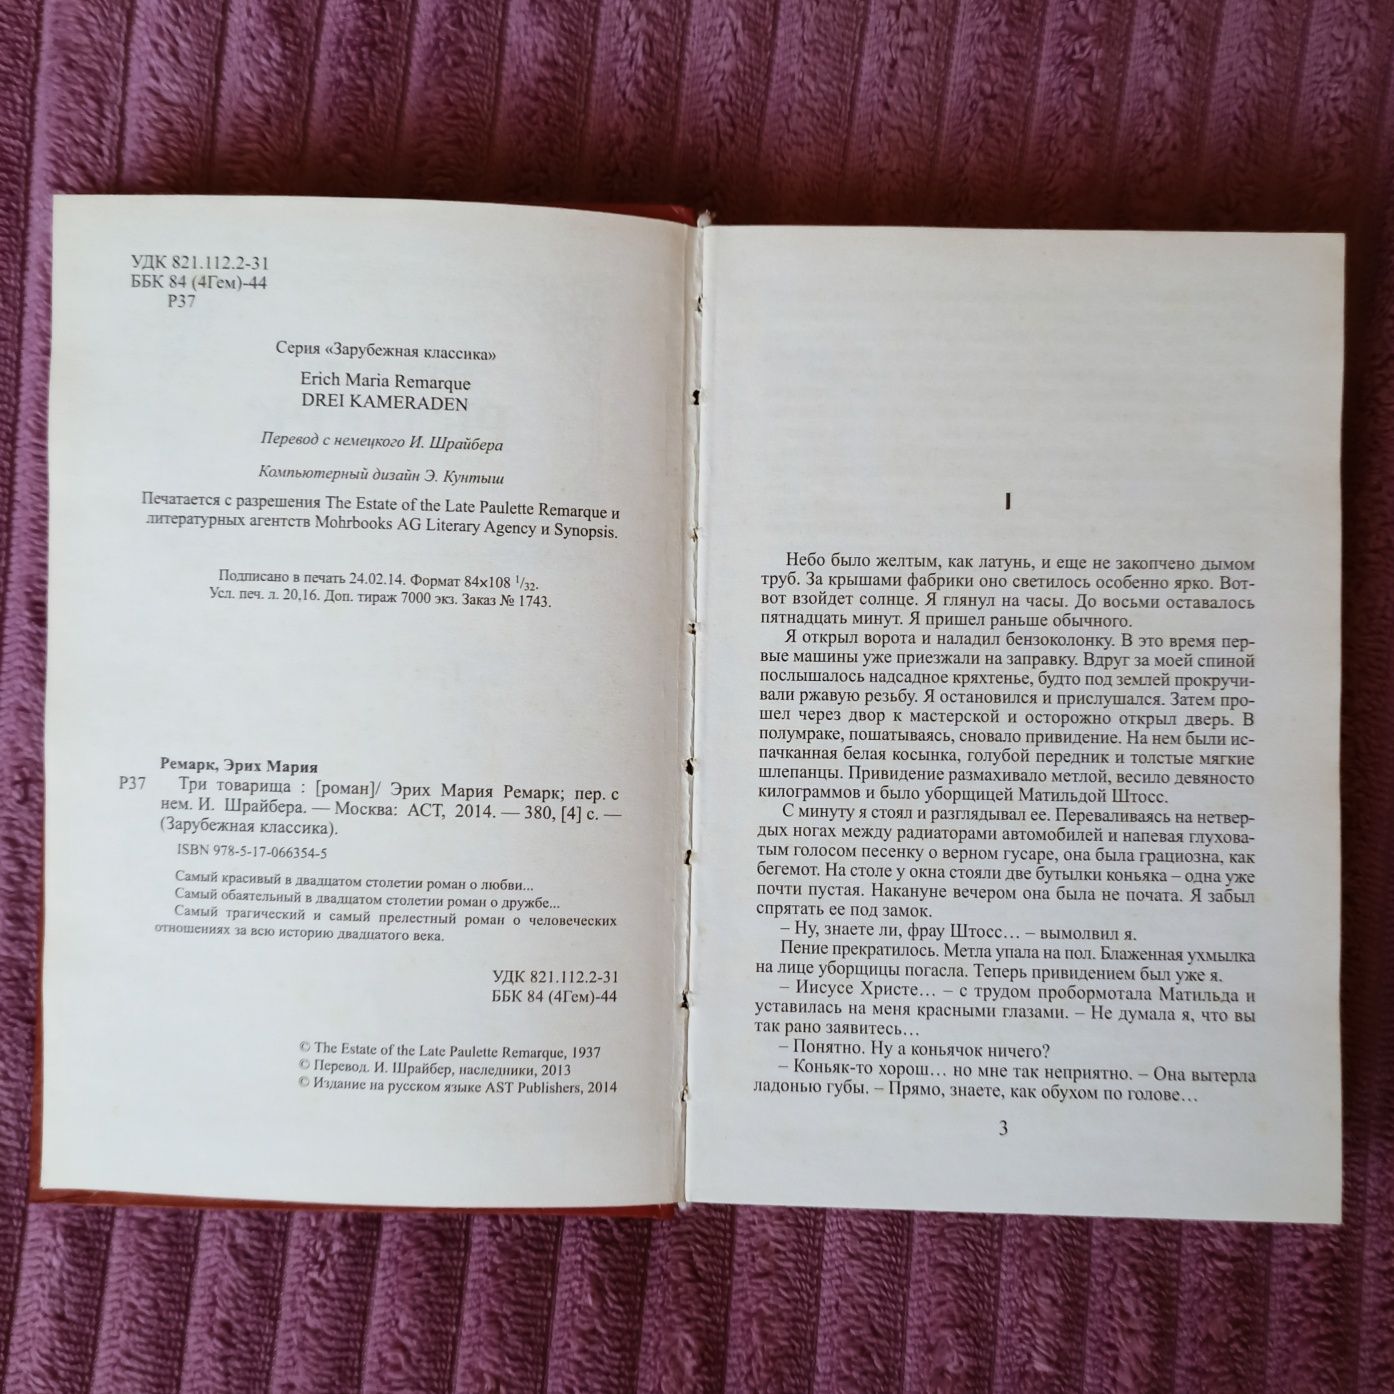 УДК 821.112.2-31
ББК 84 (4Гем)-44
Р37
Серия «Зарубежная классика»
Erich Maria Remarque
DREI KAMERADEN
Перевод с немецкого И. Шрайбера
Компьютерный дизайн Э. Кунтыш
Печатается с разрешения The Estate of the Late Paulette Remarque и
литературных агентств Mohrbooks AG Literary Agency и Synopsis.
Подписано в печать 24.02.14. Формат 84×108 1/32.
Усл. печ. л. 20,16. Доп. тираж 7000 экз. Заказ № 1743.
Ремарк, Эрих Мария
Р37 Три товарища : [роман]/ Эрих Мария Ремарк; пер. с
нем. И. Шрайбера. — Москва: АСТ, 2014. — 380, [4] с. —
(Зарубежная классика).
ISBN 978-5-17-066354-5
Самый красивый в двадцатом столетии роман о любви...
Самый обаятельный в двадцатом столетии роман о дружбе...
Самый трагический и самый прелестный роман о человеческих
отношениях за всю историю двадцатого века.
УДК 821.112.2-31
ББК 84 (4Гем)-44
© The Estate of the Late Paulette Remarque, 1937
© Перевод. И. Шрайбер, наследники, 2013
© Издание на русском языке AST Publishers, 2014
I
Небо было желтым, как латунь, и еще не закопчено дымом
труб. За крышами фабрики оно светилось особенно ярко. Вот-
вот взойдет солнце. Я глянул на часы. До восьми оставалось
пятнадцать минут. Я пришел раньше обычного.
Я открыл ворота и наладил бензоколонку. В это время пер-
вые машины уже приезжали на заправку. Вдруг за моей спиной
послышалось надсадное кряхтенье, будто под землей прокручи-
вали ржавую резьбу. Я остановился и прислушался. Затем про-
шел через двор к мастерской и осторожно открыл дверь. В
полумраке, пошатываясь, сновало привидение. На нем были ис-
пачканная белая косынка, голубой передник и толстые мягкие
шлепанцы. Привидение размахивало метлой, весило девяносто
килограммов и было уборщицей Матильдой Штосс.
С минуту я стоял и разглядывал ее. Переваливаясь на нетвер-
дых ногах между радиаторами автомобилей и напевая глухова-
тым голосом песенку о верном гусаре, она была грациозна, как
бегемот. На столе у окна стояли две бутылки коньяка – одна уже
почти пустая. Накануне вечером она была не почата. Я забыл
спрятать ее под замок.
– Ну, знаете ли, фрау Штосс… – вымолвил я.
Пение прекратилось. Метла упала на пол. Блаженная ухмылка
на лице уборщицы погасла. Теперь привидением был уже я.
– Иисусе Христе… – с трудом пробормотала Матильда и
уставилась на меня красными глазами. – Не думала я, что вы
так рано заявитесь…
– Понятно. Ну а коньячок ничего?
– Коньяк-то хорош… но мне так неприятно. – Она вытерла
ладонью губы. – Прямо, знаете, как обухом по голове…
3